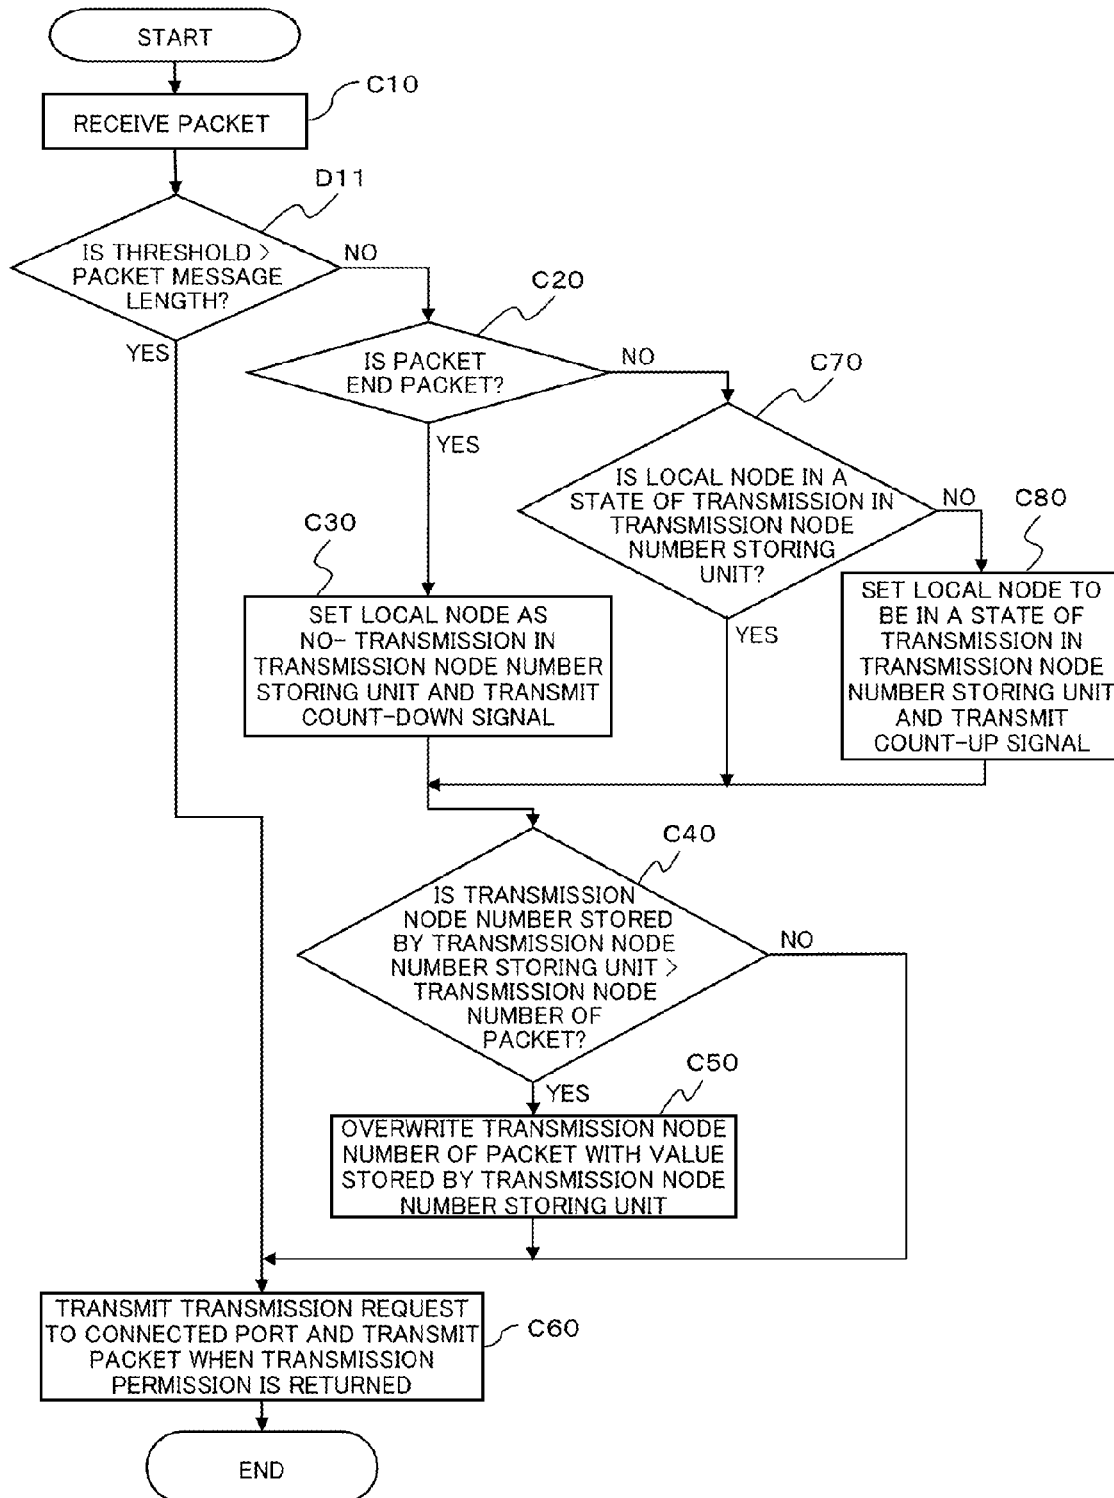 START
C10
RECEIVE PACKET
D11
IS THRESHOLD >
PACKET MESSAGE
LENGTH?
NO
YES
C20
IS PACKET
END PACKET?
NO
YES
C70
IS LOCAL NODE IN A
STATE OF TRANSMISSION IN
TRANSMISSION NODE
NUMBER STORING
UNIT?
NO
YES
C80
SET LOCAL NODE TO
BE IN A STATE OF
TRANSMISSION IN
TRANSMISSION NODE
NUMBER STORING UNIT
AND TRANSMIT
COUNT-UP SIGNAL
C30
SET LOCAL NODE AS
NO- TRANSMISSION IN
TRANSMISSION NODE NUMBER
STORING UNIT AND TRANSMIT
COUNT-DOWN SIGNAL
C40
IS TRANSMISSION
NODE NUMBER STORED
BY TRANSMISSION NODE
NUMBER STORING UNIT >
TRANSMISSION NODE
NUMBER OF
PACKET?
NO
YES
C50
OVERWRITE TRANSMISSION NODE
NUMBER OF PACKET WITH VALUE
STORED BY TRANSMISSION NODE
NUMBER STORING UNIT
TRANSMIT TRANSMISSION REQUEST
TO CONNECTED PORT AND TRANSMIT
PACKET WHEN TRANSMISSION
PERMISSION IS RETURNED
C60
END